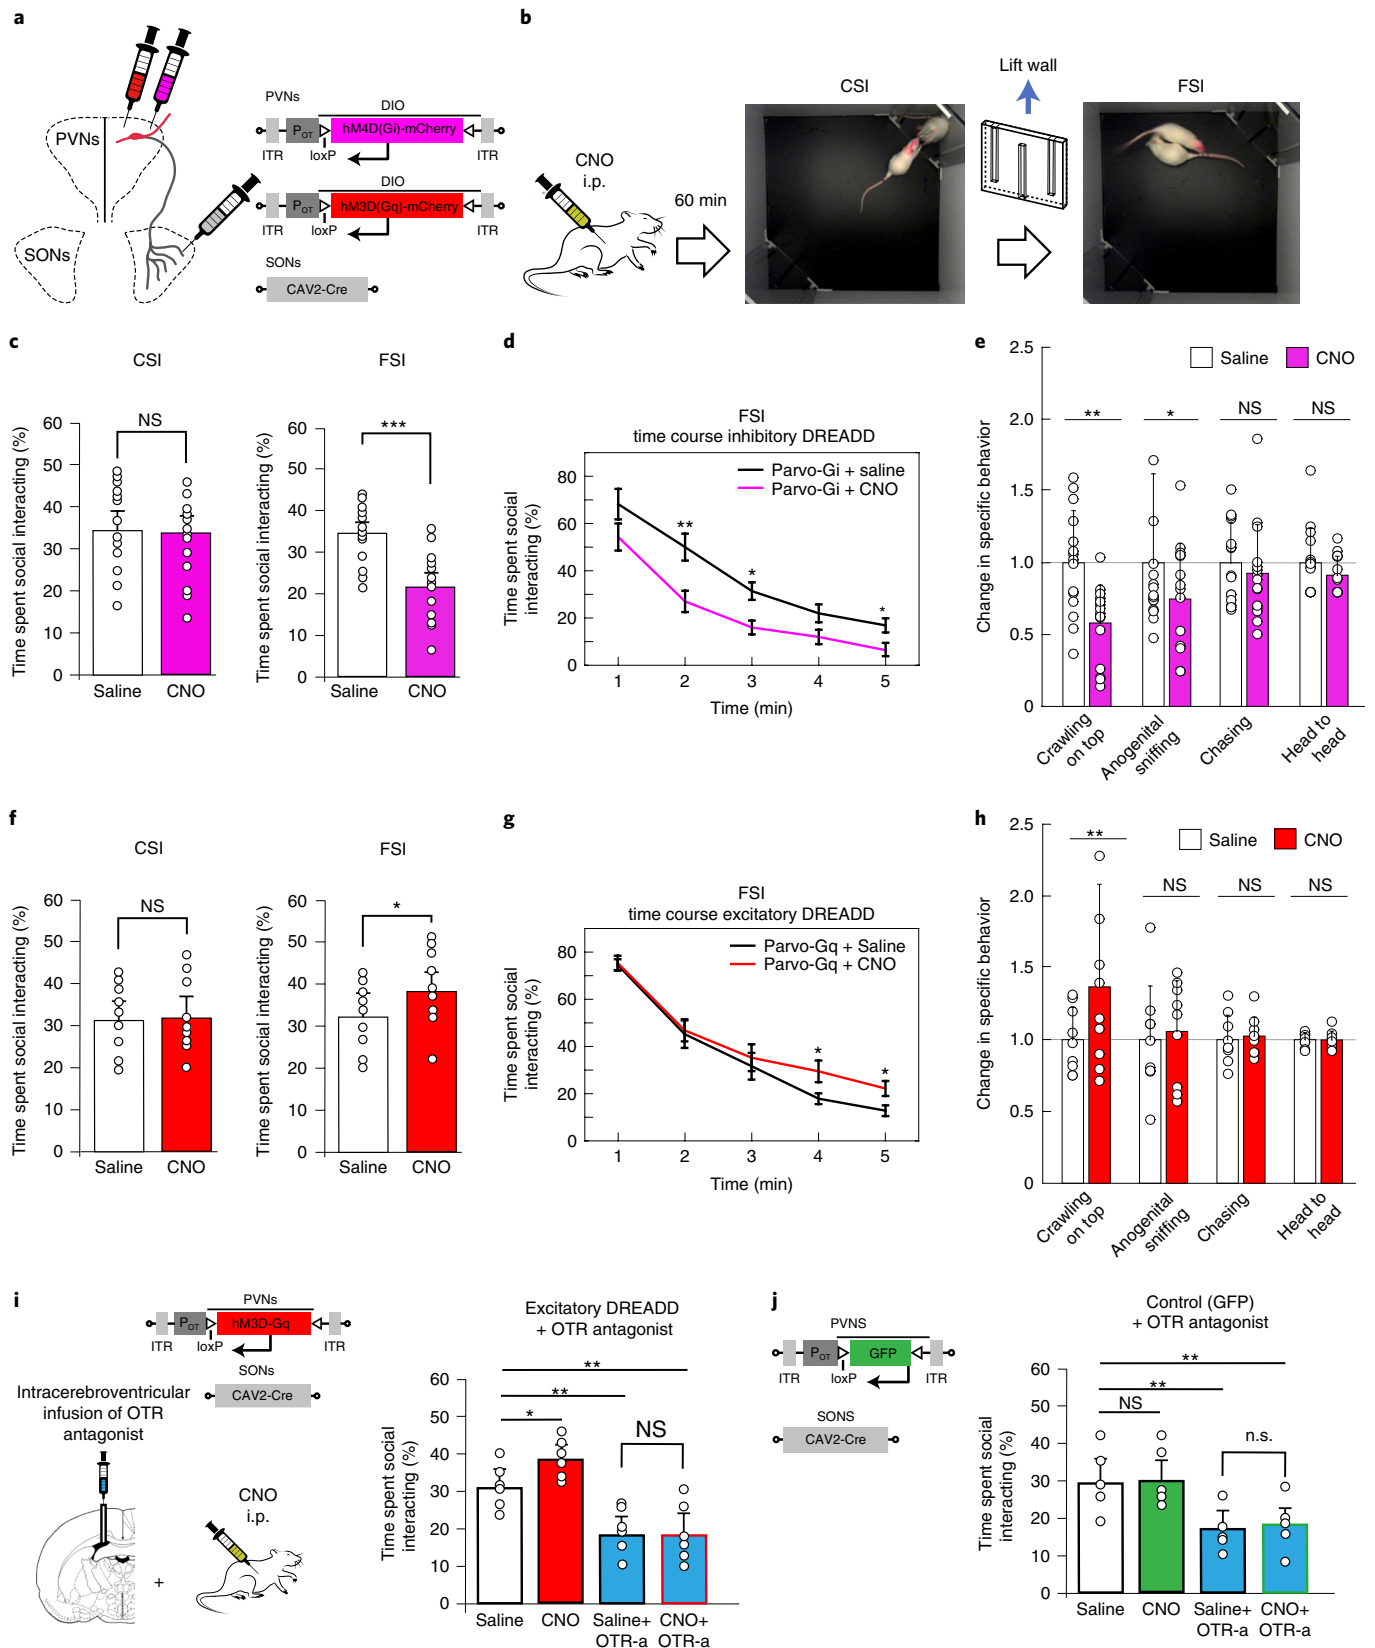 a
PVNs
SONs
PVNs
DIO
P_OT
hM4D(Gi)-mCherry
ITR
loxP
ITR
DIO
P_OT
hM3D(Gq)-mCherry
ITR
loxP
ITR
SONs
CAV2-Cre
b
CNO
i.p.
60 min
CSI
Lift wall
FSI
c
CSI
Time spent social interacting (%)
60
50
40
30
20
10
0
NS
Saline
CNO
FSI
Time spent social interacting (%)
60
50
40
30
20
10
0
***
Saline
CNO
d
FSI
time course inhibitory DREADD
Parvo-Gi + saline
Parvo-Gi + CNO
Time spent social
interacting (%)
80
60
40
20
0
**
*
*
1 2 3 4 5
Time (min)
e
Saline
CNO
Change in specific behavior
2.5
2.0
1.5
1.0
0.5
0
**
*
NS
NS
Crawling
on top
Anogenital
sniffing
Chasing
Head to
head
f
CSI
Time spent social interacting (%)
60
50
40
30
20
10
0
NS
Saline
CNO
FSI
Time spent social interacting (%)
60
50
40
30
20
10
0
*
Saline
CNO
g
FSI
time course excitatory DREADD
Parvo-Gq + Saline
Parvo-Gq + CNO
Time spent social
interacting (%)
80
60
40
20
0
*
*
1 2 3 4 5
Time (min)
h
Saline
CNO
Change in specific behavior
2.5
2.0
1.5
1.0
0.5
0
**
NS
NS
NS
Crawling
on top
Anogenital
sniffing
Chasing
Head to
head
i
PVNs
P_OT
hM3D-Gq
ITR
loxP
ITR
SONs
CAV2-Cre
Intracerebroventricular
infusion of OTR
antagonist
+
CNO
i.p.
Excitatory DREADD
+ OTR antagonist
Time spent social
interacting (%)
60
50
40
30
20
10
0
**
**
*
NS
Saline
CNO
Saline+
OTR-a
CNO+
OTR-a
j
PVNS
P_OT
GFP
ITR
loxP
ITR
SONS
CAV2-Cre
Control (GFP)
+ OTR antagonist
Time spent social
interacting (%)
60
50
40
30
20
10
0
**
**
NS
n.s.
Saline
CNO
Saline+
OTR-a
CNO+
OTR-a